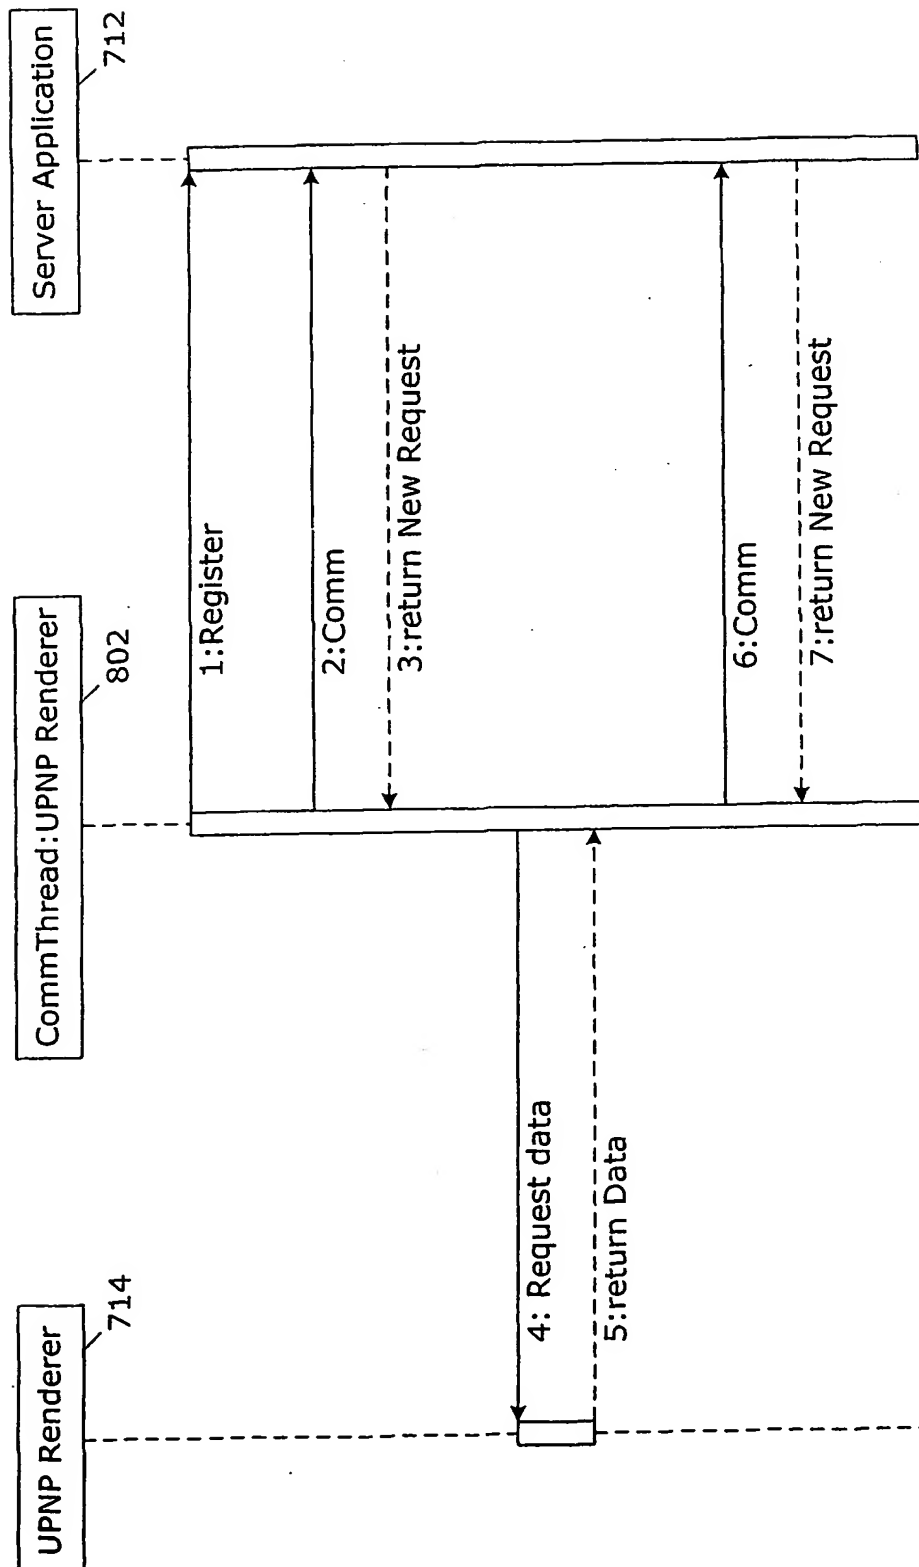 UPNP Renderer
714
CommThread:UPNP Renderer
802
Server Application
712
1:Register
2:Comm
3:return New Request
4: Request data
5:return Data
6:Comm
7:return New Request